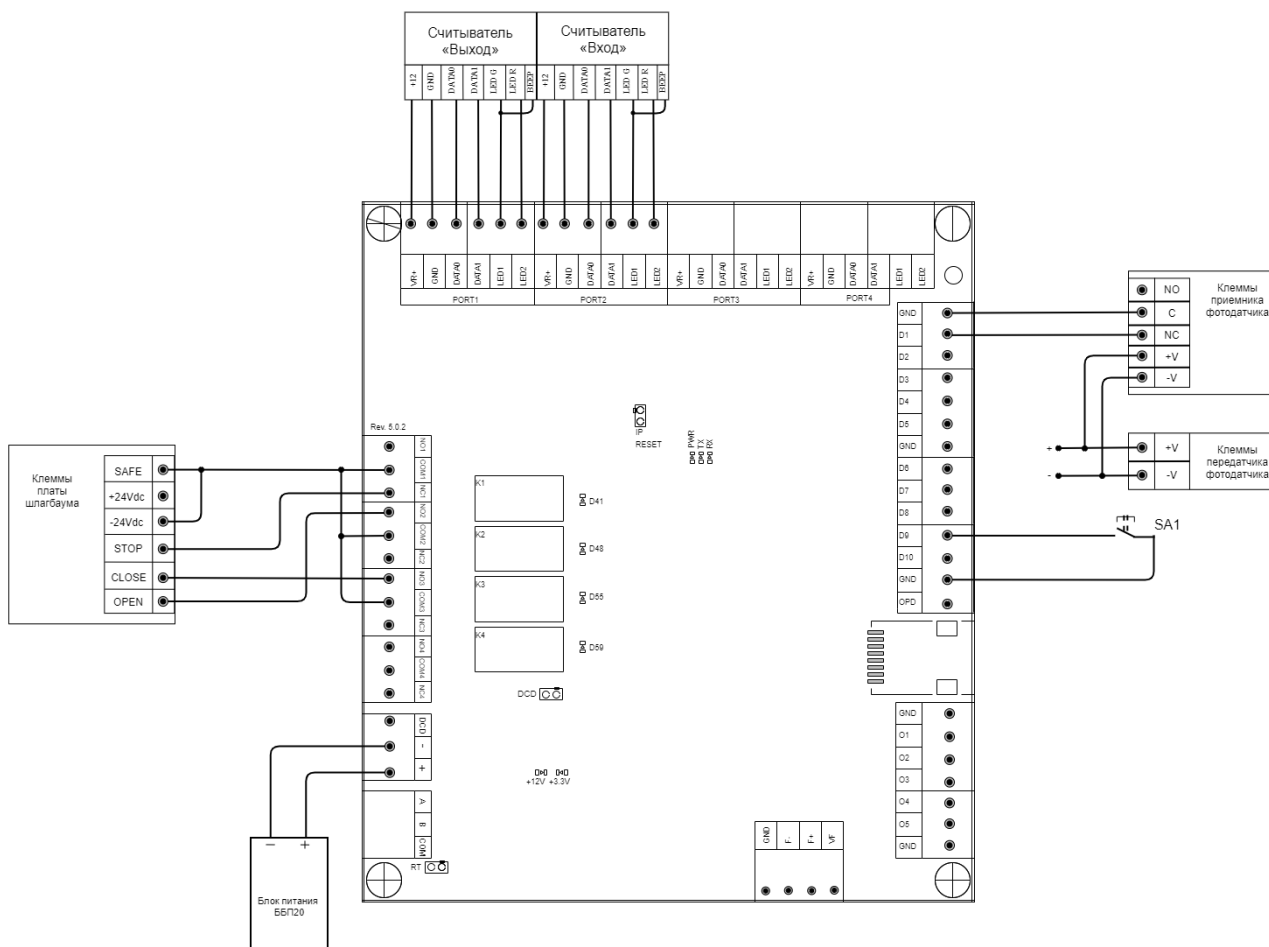 Считыватель
«Выход»
Считыватель
«Вход»
+12
GND
DATA0
DATA1
LED G
LED R
BEEP
+12
GND
DATA0
DATA1
LED G
LED R
BEEP
VR+
GND
DATA0
DATA1
LED1
LED2
VR+
GND
DATA0
DATA1
LED1
LED2
VR+
GND
DATA0
DATA1
LED1
LED2
VR+
GND
DATA0
DATA1
LED1
LED2
PORT1
PORT2
PORT3
PORT4
GND
D1
D2
D3
D4
D5
GND
D6
D7
D8
D9
D10
GND
OPD
NO
C
NC
+V
-V
Клеммы
приемника
фотодатчика
+
-
+V
-V
Клеммы
передатчика
фотодатчика
SA1
IP
RESET
PWR
TX
RX
Rev. 5.0.2
Клеммы
платы
шлагбаума
SAFE
+24Vdc
-24Vdc
STOP
CLOSE
OPEN
NO1
COM1
NC1
NO2
COM2
NC2
NO3
COM3
NC3
NO4
COM4
NC4
K1
D41
K2
D48
K3
D55
K4
D59
DCD
DCD
-
+
+12V +3.3V
A
B
COM
RT
GND
O1
O2
O3
O4
O5
GND
GND
F-
F+
VF
− +
Блок питания
ББП20